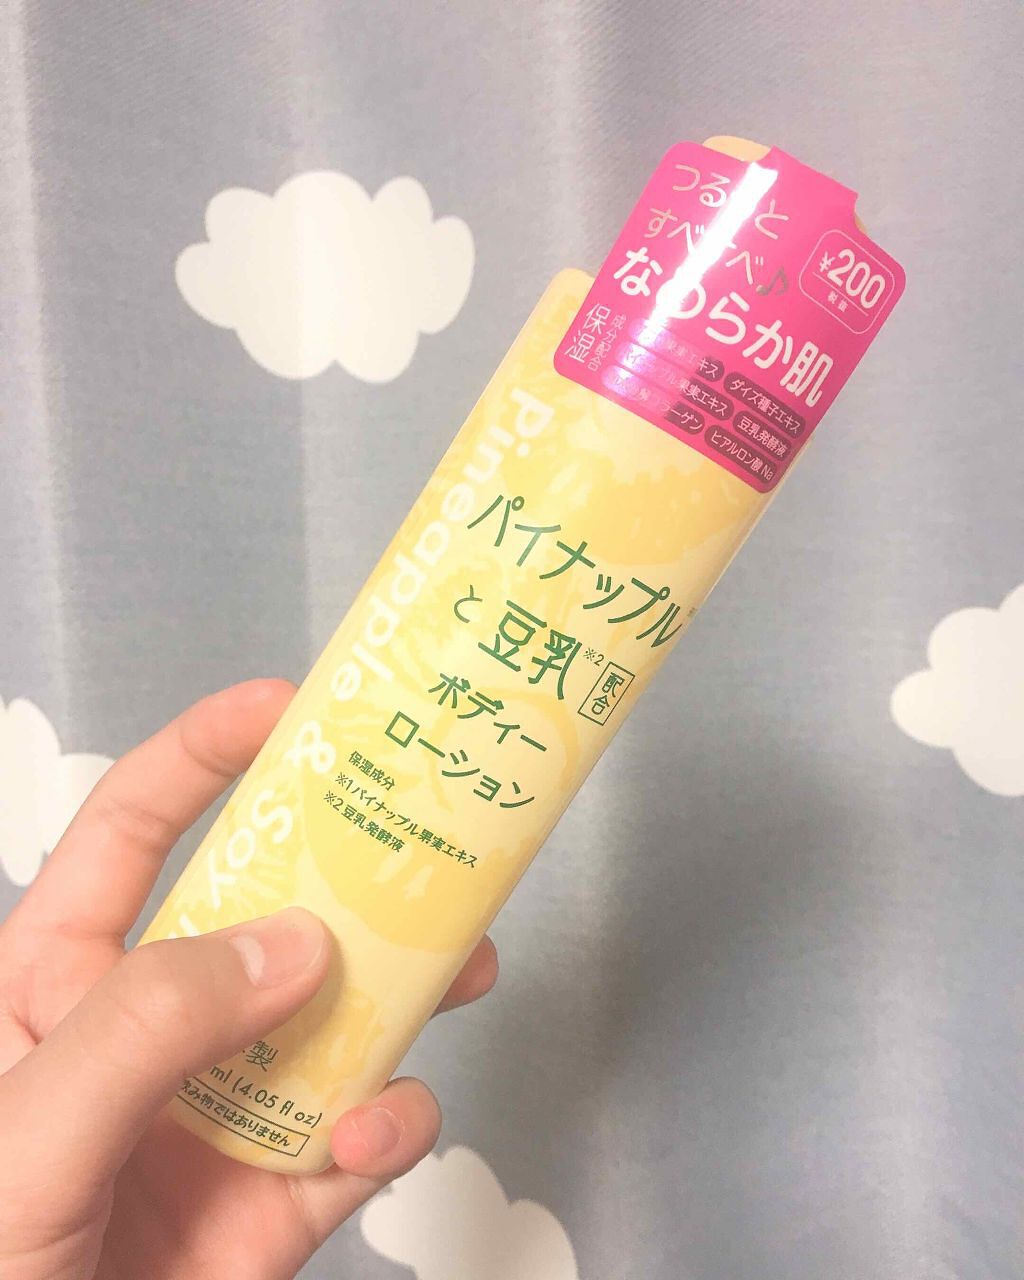 つる と
すべ べ♪
なめらか肌
¥200
税抜
保湿
成分配合
果実エキス
ダイズ種子エキス
果実エキス
豆乳発酵液
ラーゲン
ヒアルロン酸Na
Pineapple & Soy
パイナップル
と豆乳※2
配合
ボディー
ローション
保湿成分
※1パイナップル果実エキス
※2豆乳発酵液
製
ml (4.05 fl oz)
飲み物ではありません